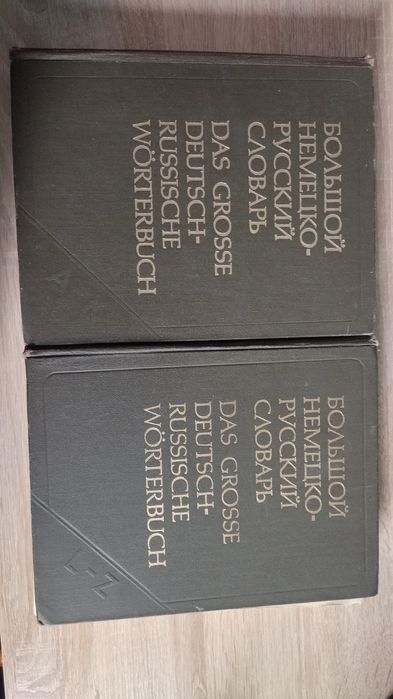 БОЛЬШОЙ
НЕМЕЦКО-
РУССКИЙ
СЛОВАРЬ
DAS GROSSE
DEUTSCH-
RUSSISCHE
WÖRTERBUCH
БОЛЬШОЙ
НЕМЕЦКО-
РУССКИЙ
СЛОВАРЬ
DAS GROSSE
DEUTSCH-
RUSSISCHE
WÖRTERBUCH
L-Z